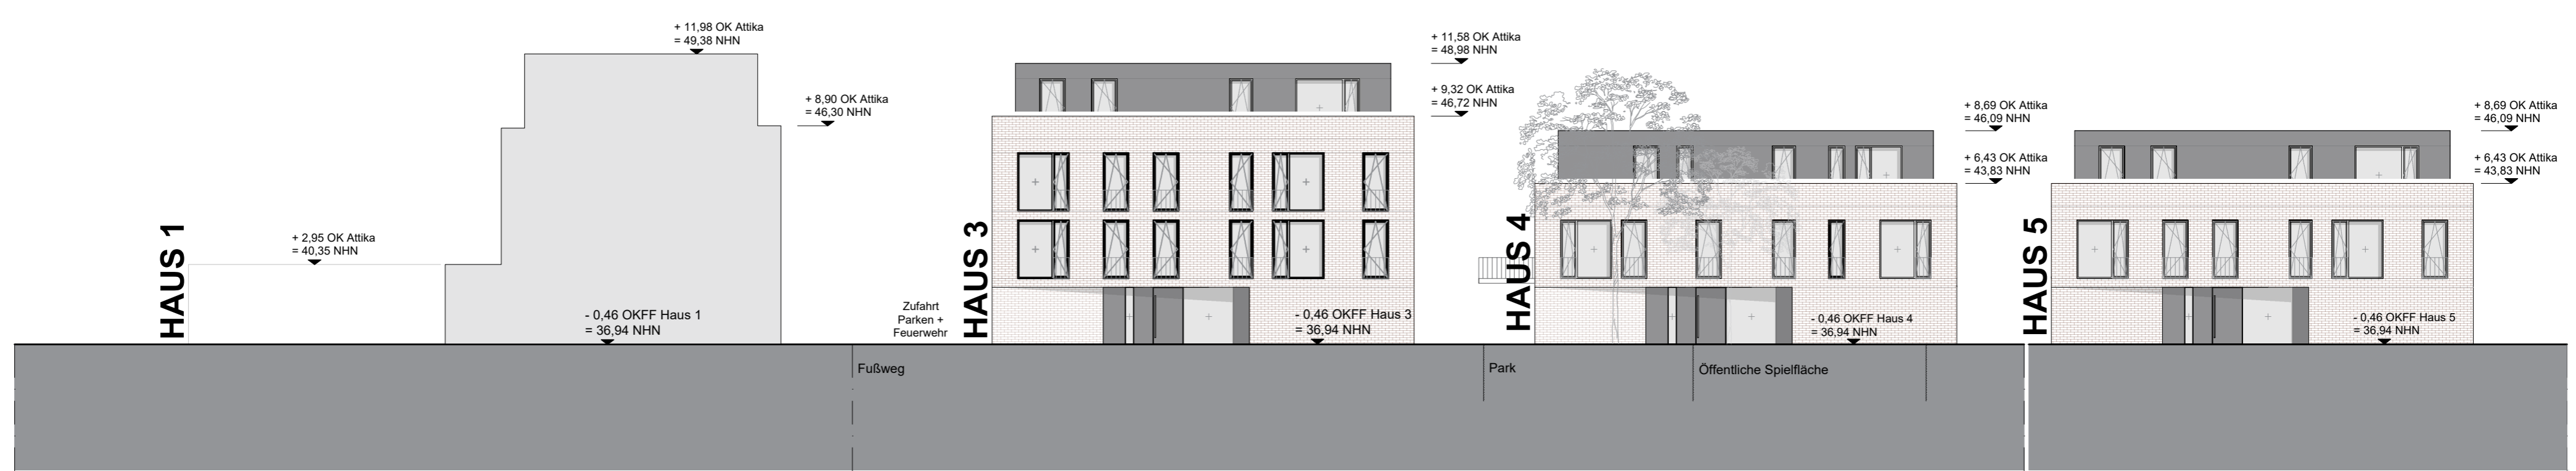 HAUS 1
+ 2,95 OK Attika
= 40,35 NHN
+ 11,98 OK Attika
= 49,38 NHN
+ 8,90 OK Attika
= 46,30 NHN
- 0,46 OKFF Haus 1
= 36,94 NHN
Zufahrt
Parken +
Feuerwehr
Fußweg
HAUS 3
+ 11,58 OK Attika
= 48,98 NHN
+ 9,32 OK Attika
= 46,72 NHN
- 0,46 OKFF Haus 3
= 36,94 NHN
Park
HAUS 4
+ 8,69 OK Attika
= 46,09 NHN
+ 6,43 OK Attika
= 43,83 NHN
- 0,46 OKFF Haus 4
= 36,94 NHN
Öffentliche Spielfläche
HAUS 5
+ 8,69 OK Attika
= 46,09 NHN
+ 6,43 OK Attika
= 43,83 NHN
- 0,46 OKFF Haus 5
= 36,94 NHN